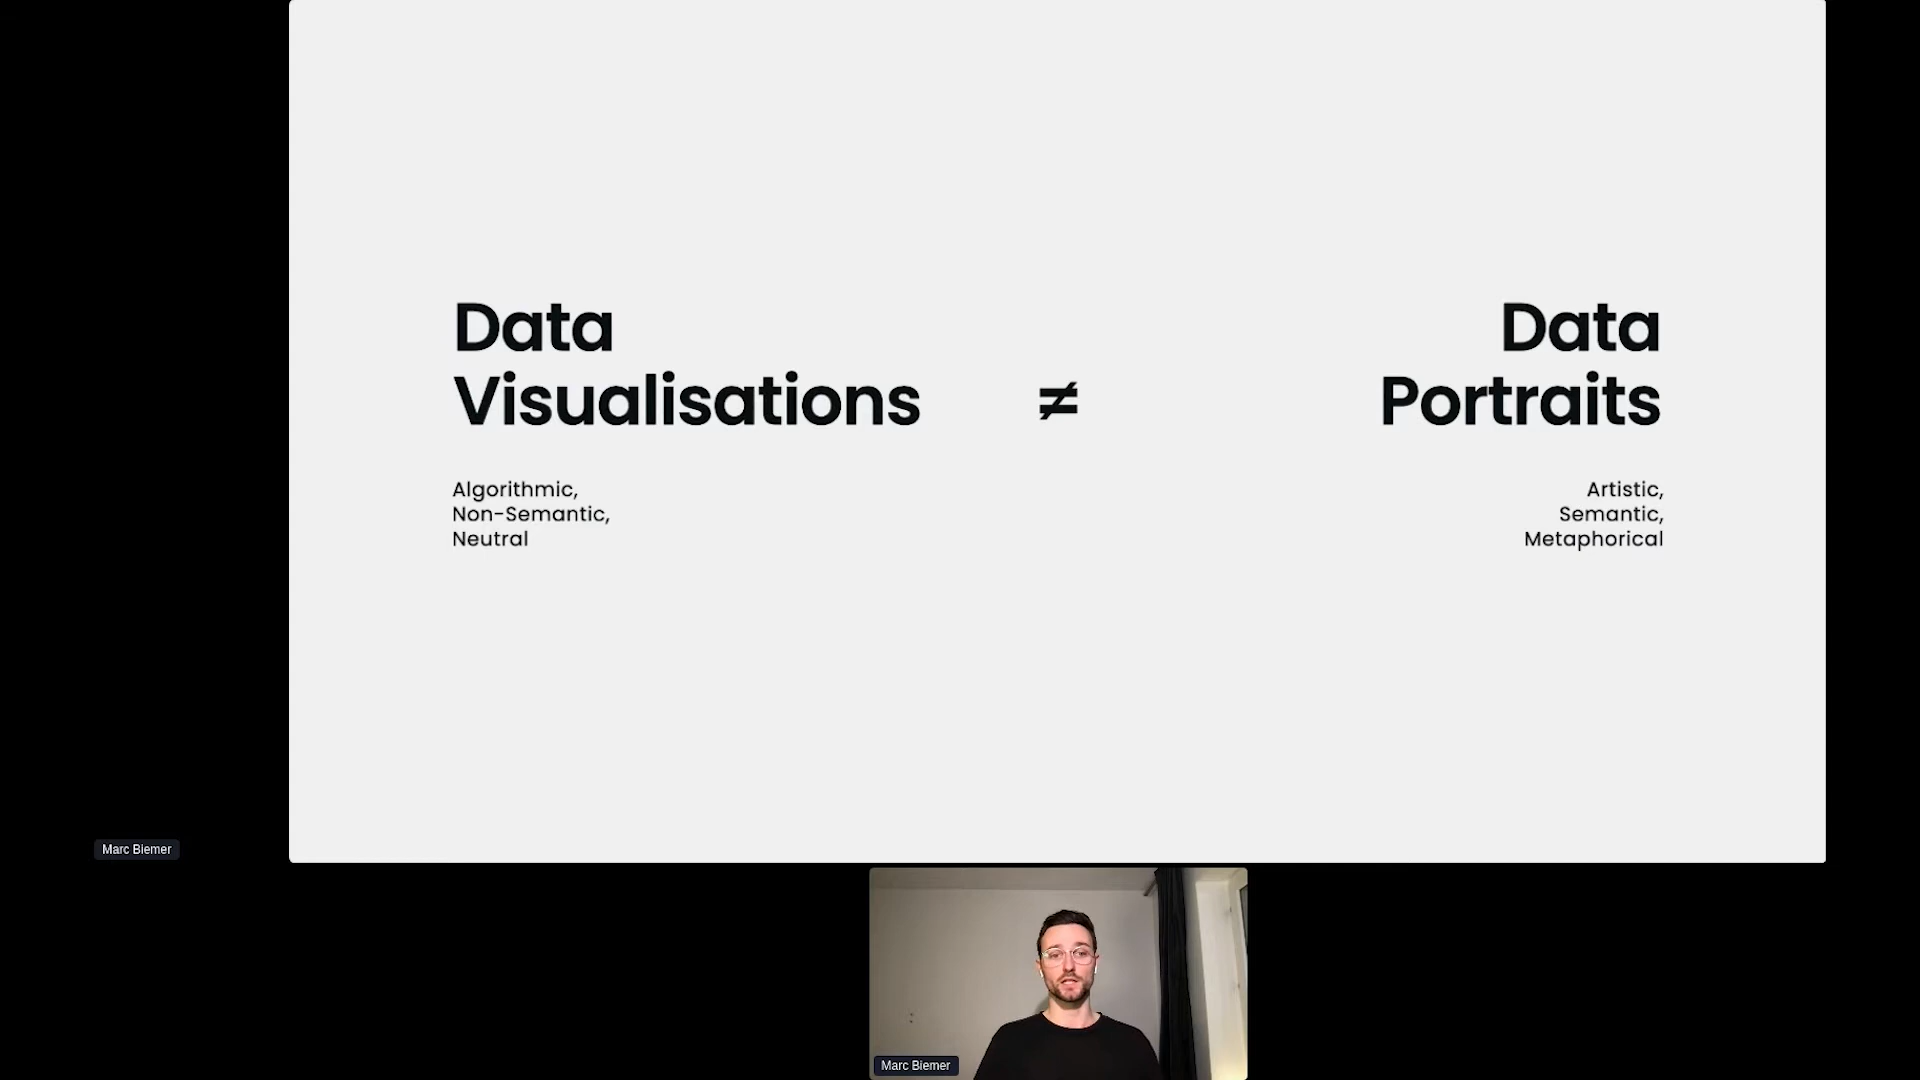 Data
Visualisations
≠
Data
Portraits
Algorithmic,
Non-Semantic,
Neutral
Artistic,
Semantic,
Metaphorical
Marc Biemer
Marc Biemer